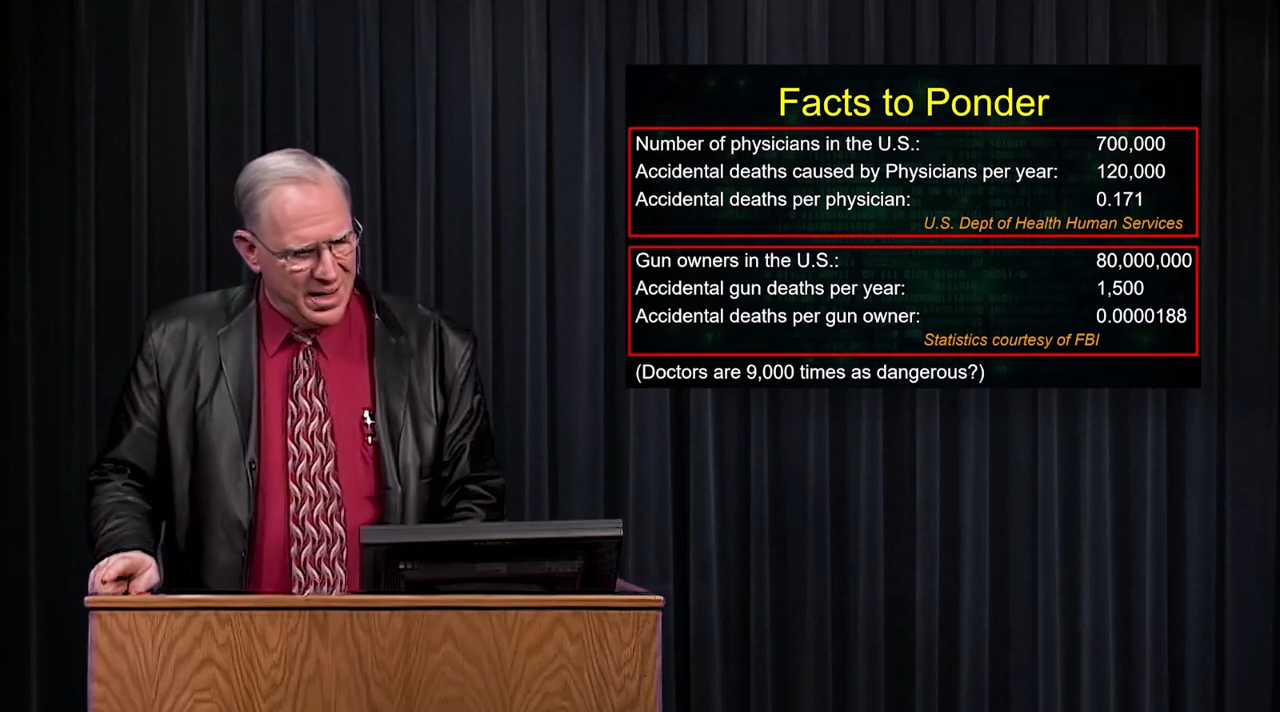 Facts to Ponder
Number of physicians in the U.S.: 700,000
Accidental deaths caused by Physicians per year: 120,000
Accidental deaths per physician: 0.171
U.S. Dept of Health Human Services
Gun owners in the U.S.: 80,000,000
Accidental gun deaths per year: 1,500
Accidental deaths per gun owner: 0.0000188
Statistics courtesy of FBI
(Doctors are 9,000 times as dangerous?)